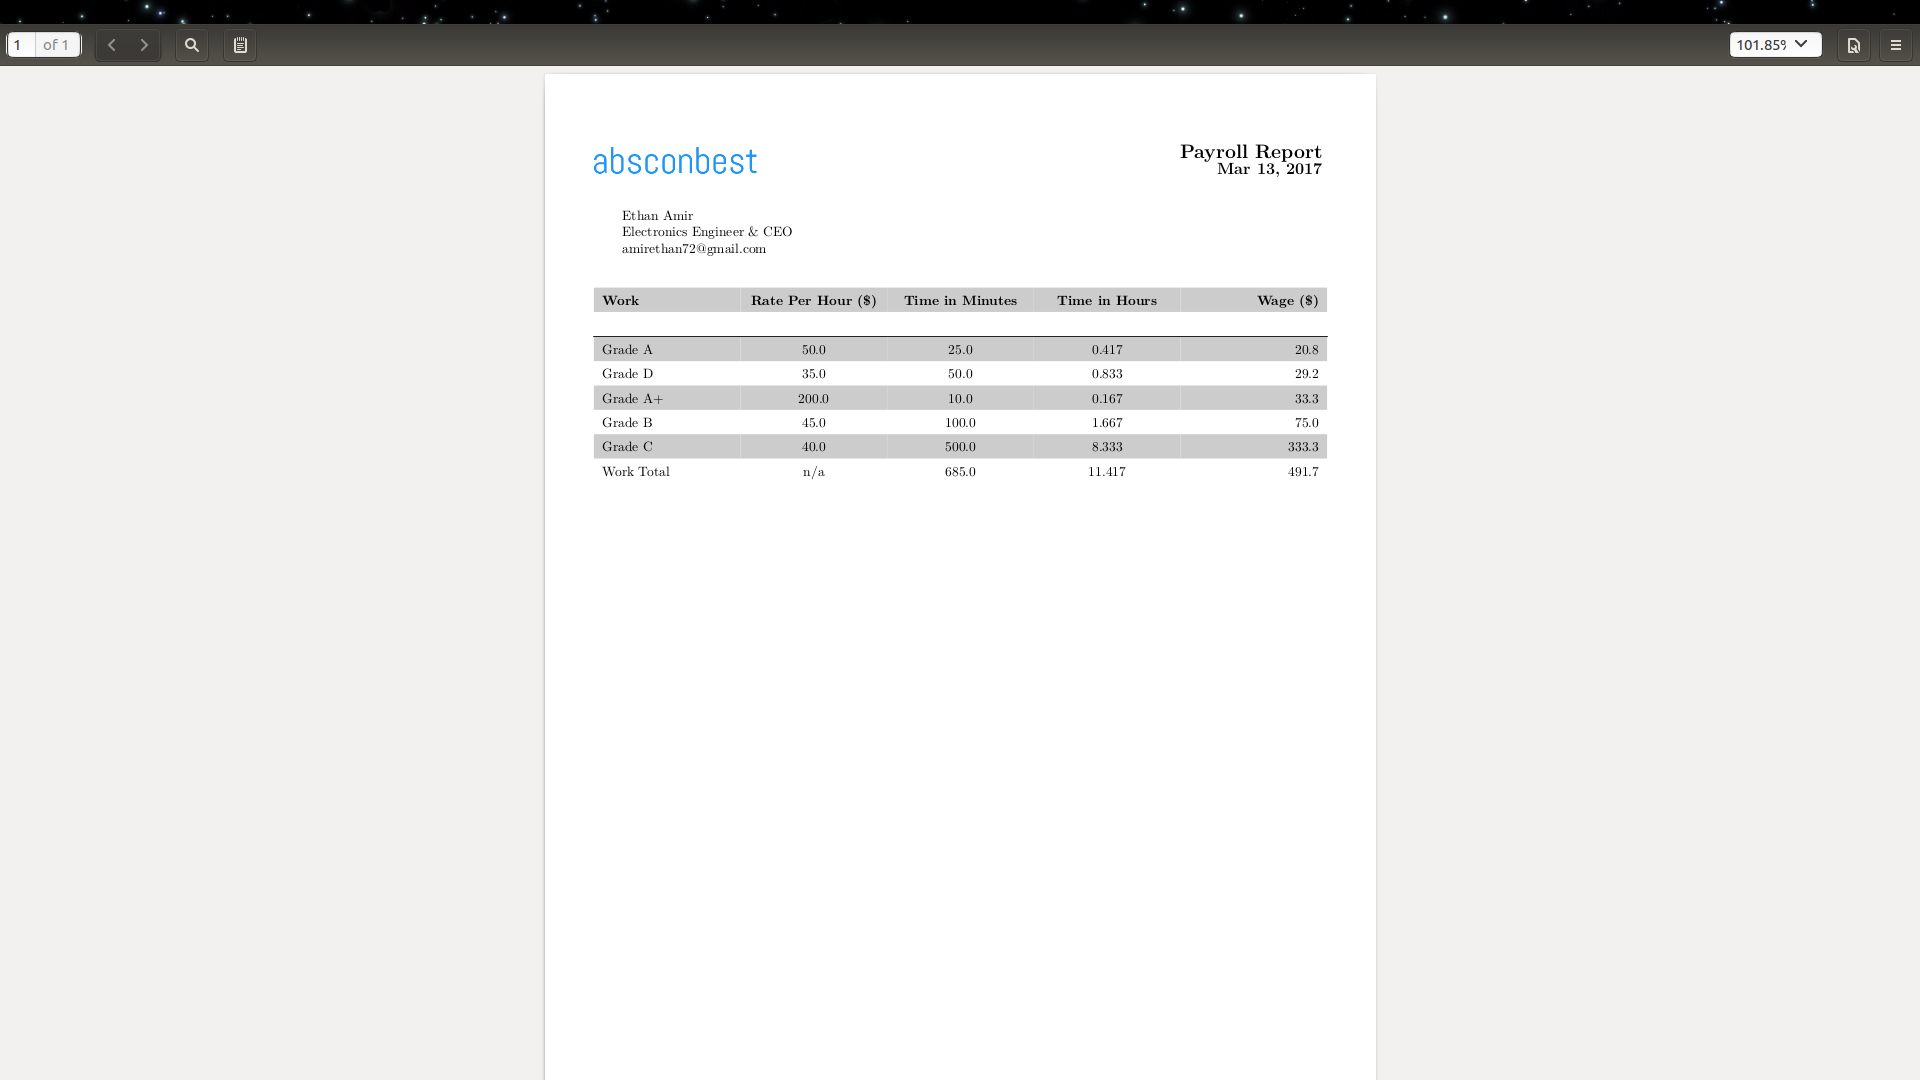 1 of 1 101.85%
absconbest
Payroll Report
Mar 13, 2017
Ethan Amir
Electronics Engineer & CEO
amirethan72@gmail.com
Work Rate Per Hour ($) Time in Minutes Time in Hours Wage ($)
Grade A 50.0 25.0 0.417 20.8
Grade D 35.0 50.0 0.833 29.2
Grade A+ 200.0 10.0 0.167 33.3
Grade B 45.0 100.0 1.667 75.0
Grade C 40.0 500.0 8.333 333.3
Work Total n/a 685.0 11.417 491.7